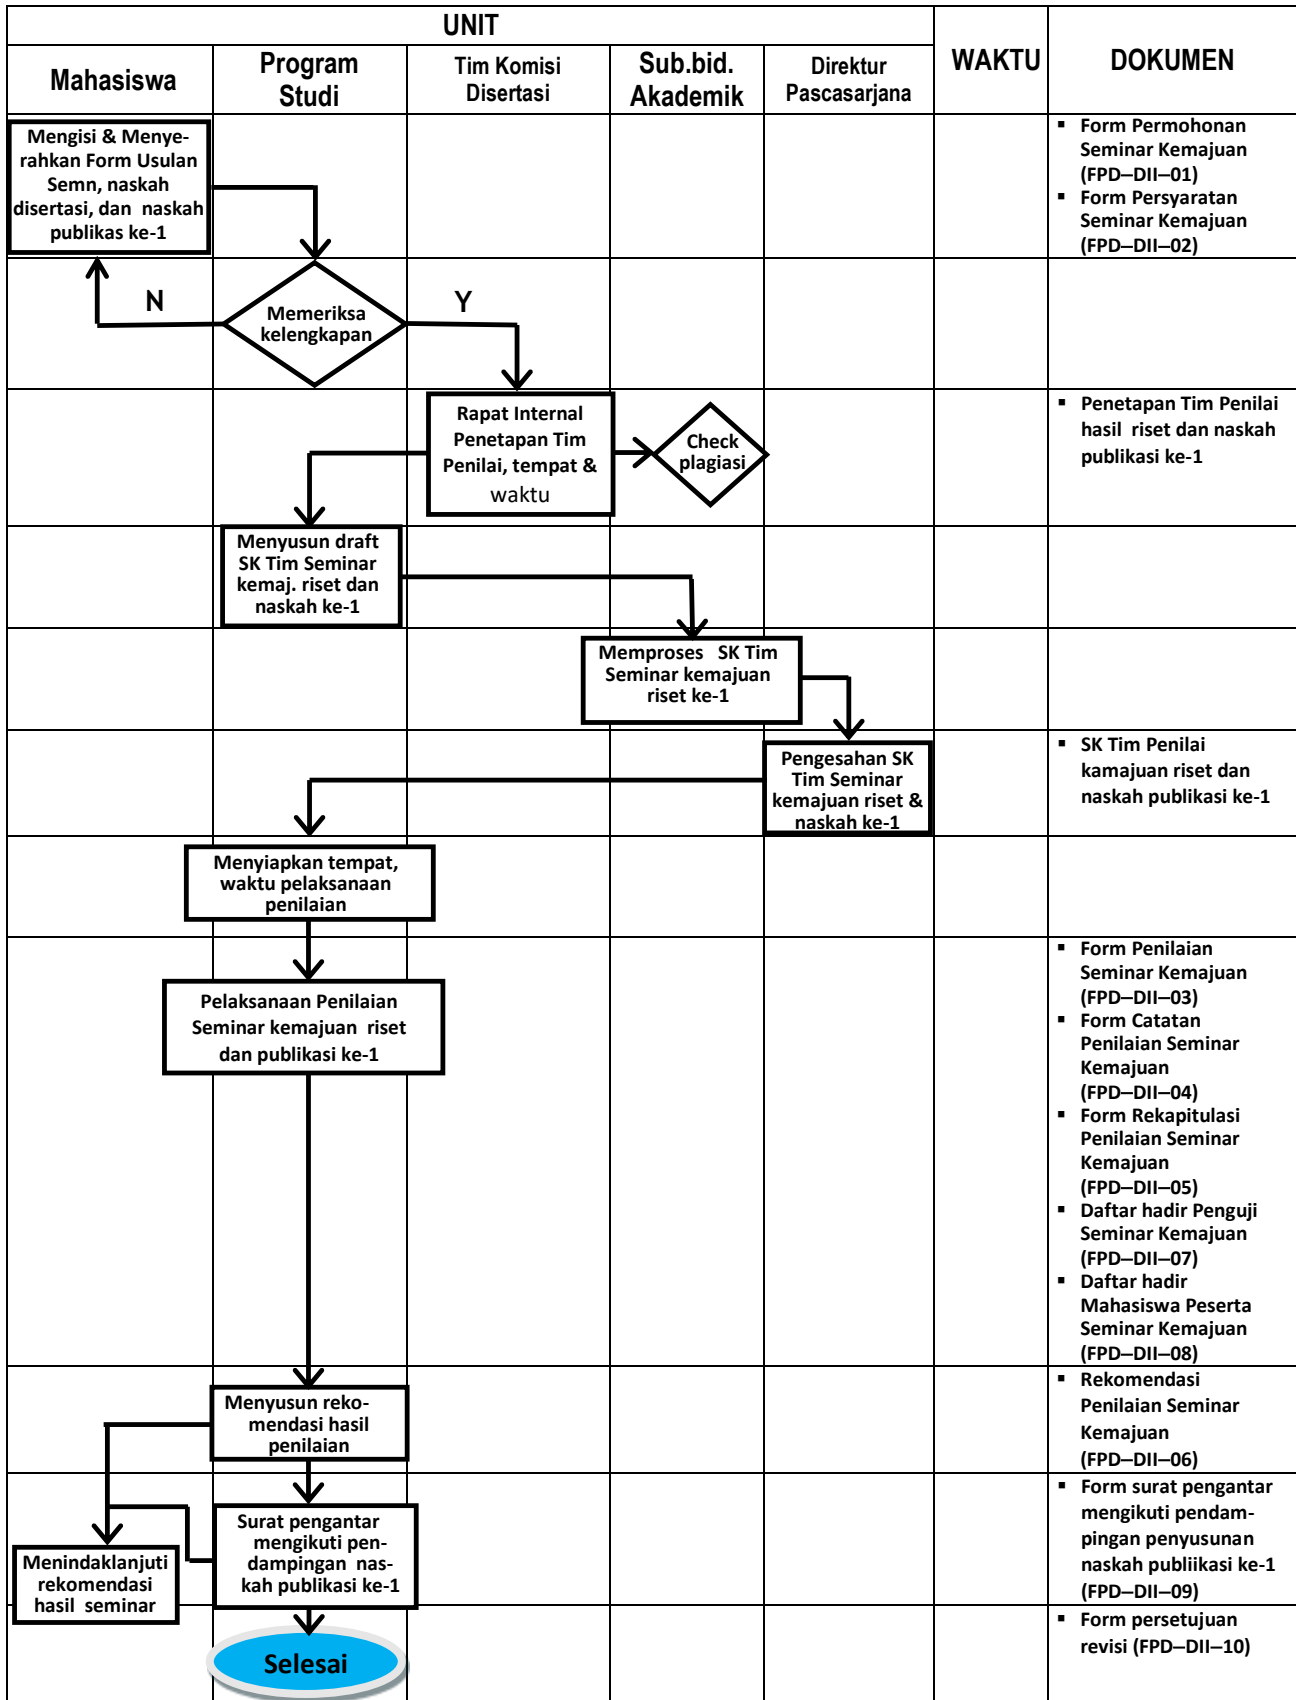 UNIT
WAKTU
DOKUMEN
Mahasiswa
Program
Studi
Tim Komisi
Disertasi
Sub.bid.
Akademik
Direktur
Pascasarjana
Mengisi & Menye-
rahkan Form Usulan
Semn, naskah
disertasi, dan naskah
publikas ke-1
▪ Form Permohonan
Seminar Kemajuan
(FPD–DII–01)
▪ Form Persyaratan
Seminar Kemajuan
(FPD–DII–02)
N
Memeriksa
kelengkapan
Y
Rapat Internal
Penetapan Tim
Penilai, tempat &
waktu
Check
plagiasi
▪ Penetapan Tim Penilai
hasil riset dan naskah
publikasi ke-1
Menyusun draft
SK Tim Seminar
kemaj. riset dan
naskah ke-1
Memproses SK Tim
Seminar kemajuan
riset ke-1
Pengesahan SK
Tim Seminar
kemajuan riset &
naskah ke-1
▪ SK Tim Penilai
kamajuan riset dan
naskah publikasi ke-1
Menyiapkan tempat,
waktu pelaksanaan
penilaian
Pelaksanaan Penilaian
Seminar kemajuan riset
dan publikasi ke-1
▪ Form Penilaian
Seminar Kemajuan
(FPD–DII–03)
▪ Form Catatan
Penilaian Seminar
Kemajuan
(FPD–DII–04)
▪ Form Rekapitulasi
Penilaian Seminar
Kemajuan
(FPD–DII–05)
▪ Daftar hadir Penguji
Seminar Kemajuan
(FPD–DII–07)
▪ Daftar hadir
Mahasiswa Peserta
Seminar Kemajuan
(FPD–DII–08)
Menyusun reko-
mendasi hasil
penilaian
▪ Rekomendasi
Penilaian Seminar
Kemajuan
(FPD–DII–06)
Menindaklanjuti
rekomendasi
hasil seminar
Surat pengantar
mengikuti pen-
dampingan nas-
kah publikasi ke-1
▪ Form surat pengantar
mengikuti pendam-
pingan penyusunan
naskah publiikasi ke-1
(FPD–DII–09)
Selesai
▪ Form persetujuan
revisi (FPD–DII–10)